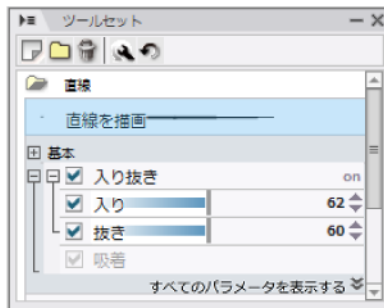 ツールセット
直線
直線を描画
基本
入り抜き on
入り 62
抜き 60
吸着
すべてのパラメータを表示する